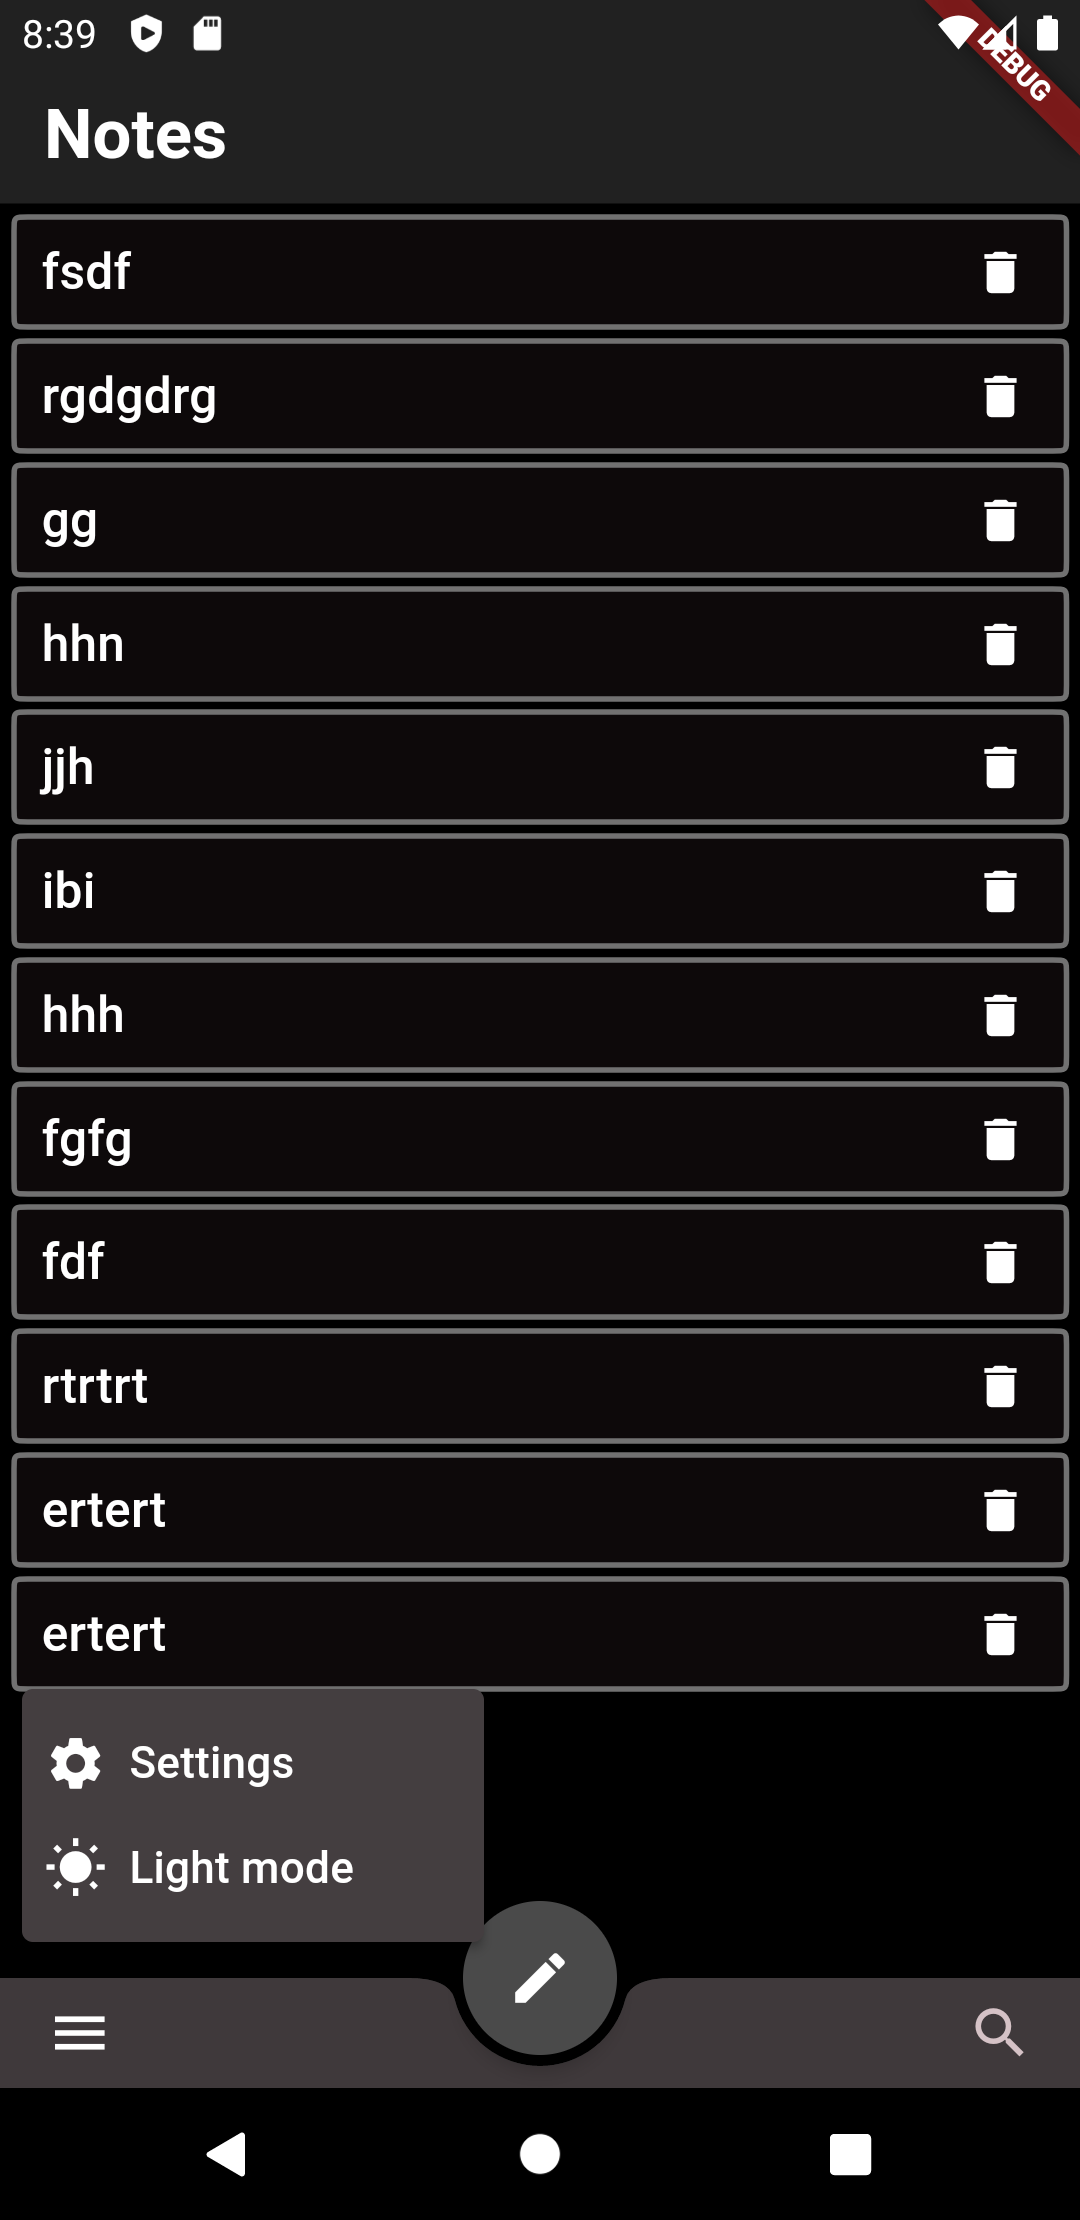 8:39
DEBUG
Notes
fsdf
rgdgdrg
gg
hhn
jjh
ibi
hhh
fgfg
fdf
rtrtrt
ertert
ertert
Settings
Light mode